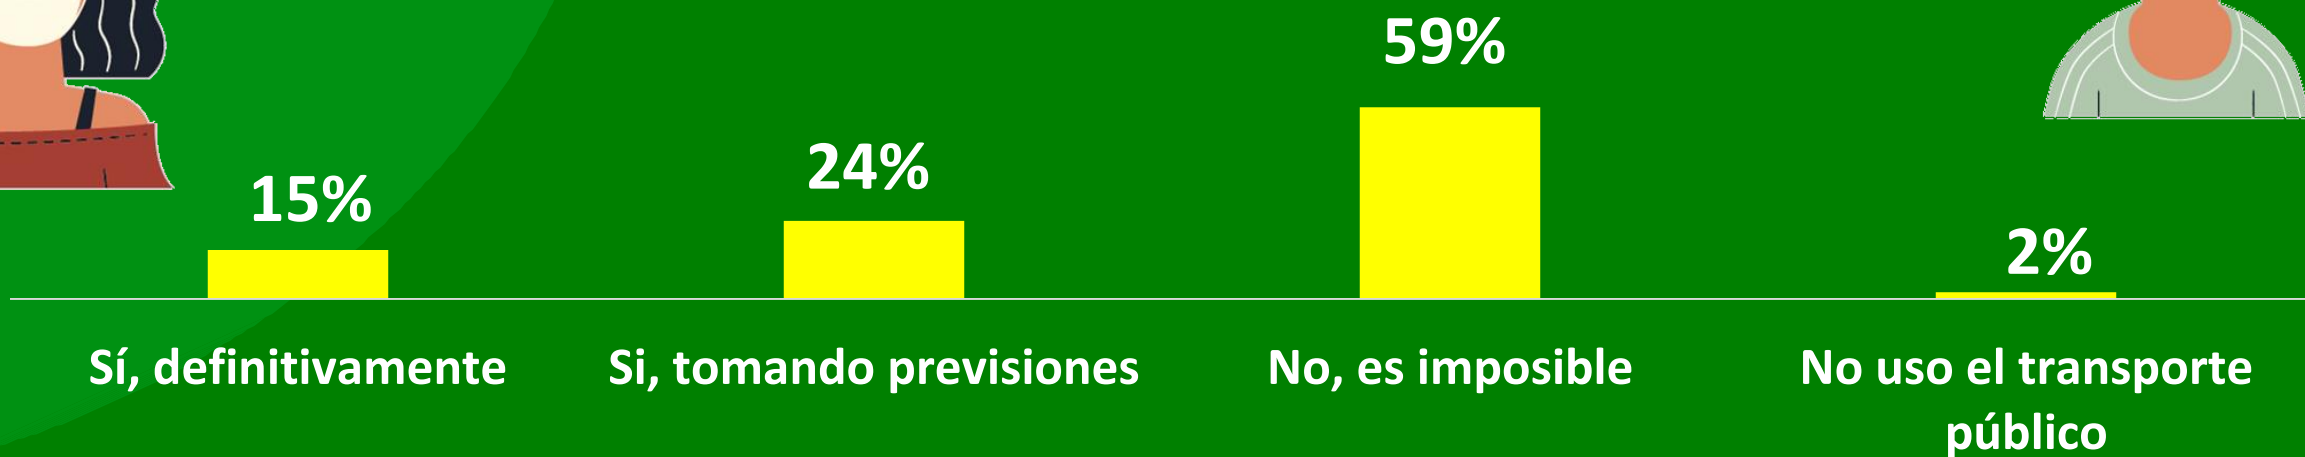 59%
24%
15%
2%
Sí, definitivamente
Si, tomando previsiones
No, es imposible
No uso el transporte
público